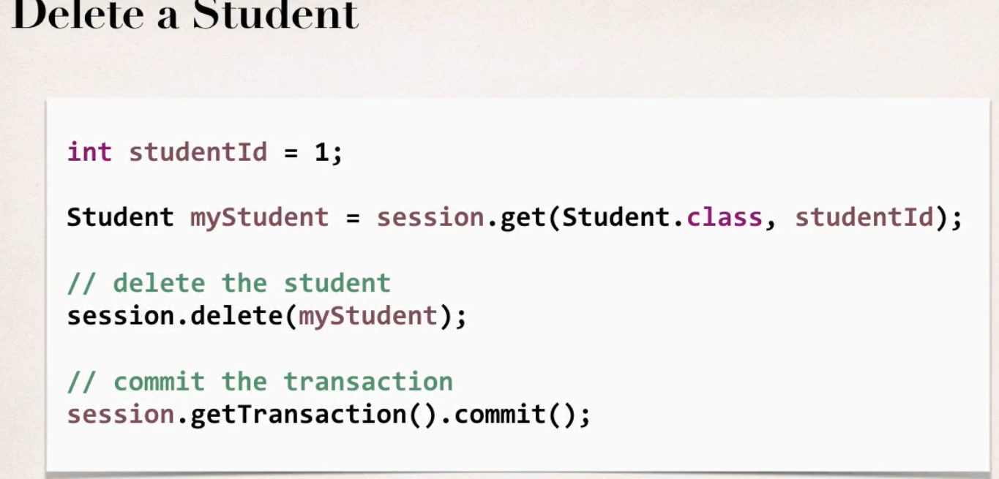 Delete a Student
int studentId = 1;
Student myStudent = session.get(Student.class, studentId);
// delete the student
session.delete(myStudent);
// commit the transaction
session.getTransaction().commit();